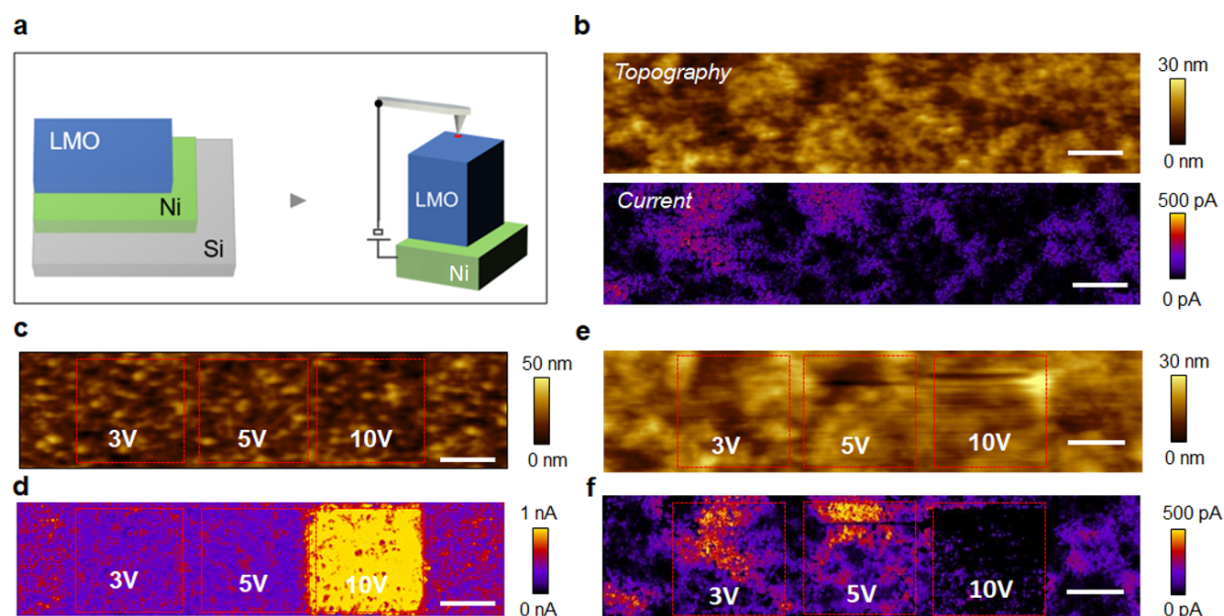 a
LMO
Ni
Si
LMO
Ni
b
Topography
30 nm
0 nm
Current
500 pA
0 pA
c
3V
5V
10V
50 nm
0 nm
d
3V
5V
10V
1 nA
0 nA
e
3V
5V
10V
30 nm
0 nm
f
3V
5V
10V
500 pA
0 pA